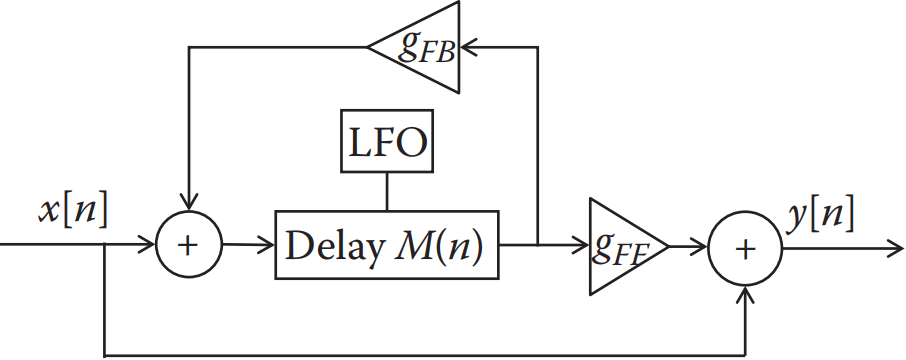 g_FB
LFO
x[n]
y[n]
+
Delay M(n)
g_FF
+